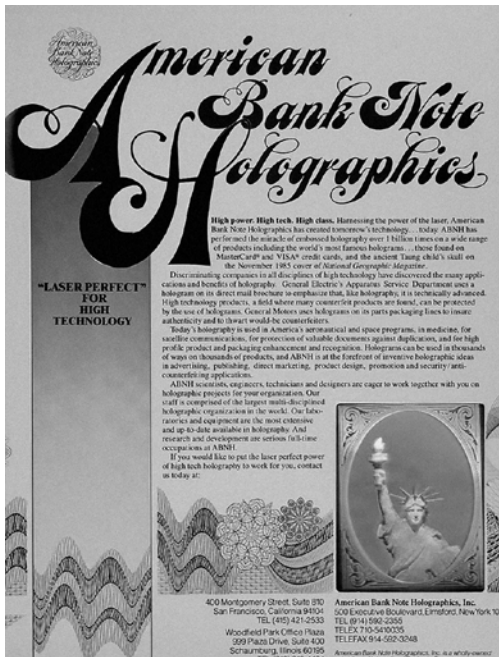 American
Bank Note
Holographics
American
Bank Note
Holographics
High power. High tech. High class. Harnessing the power of the laser, American
Bank Note Holographics has created tomorrow's technology... today. ABNH has
performed the miracle of embossed holography over 1 billion times on a wide range
of products including the world's most famous holograms... those found on
MasterCard® and VISA® credit cards, and the ancient Taung child's skull on
the November 1985 cover of National Geographic Magazine.
Discriminating companies in all disciplines of high technology have discovered the many appli-
cations and benefits of holography. General Electric's Apparatus Service Department uses a
hologram on its direct mail brochure to emphasize that, like holography, it is technically advanced.
High technology products, a field where many counterfeit products are found, can be protected
by the use of holograms. General Motors uses holograms on its parts packaging lines to insure
authenticity and to thwart would-be counterfeiters.
Today's holography is used in America's aeronautical and space programs, in medicine, for
satellite communications, for protection of valuable documents against duplication, and for high
profile product and packaging enhancement and recognition. Holograms can be used in thousands
of ways on thousands of products, and ABNH is at the forefront of inventive holographic ideas
in advertising, publishing, direct marketing, product design, promotion and security/anti-
counterfeiting applications.
ABNH scientists, engineers, technicians and designers are eager to work together with you on
holographic projects for your organization. Our
staff is comprised of the largest multi-disciplined
holographic organization in the world. Our labo-
ratories and equipment are the most extensive
and up-to-date available in holography. And
research and development are serious full-time
occupations at ABNH.
If you would like to put the laser perfect power
of high tech holography to work for you, contact
us today at:
"LASER PERFECT"
FOR
HIGH
TECHNOLOGY
400 Montgomery Street, Suite 810
San Francisco, California 94104
TEL (415) 421-2533
Woodfield Park Office Plaza
999 Plaza Drive, Suite 400
Schaumburg, Illinois 60195
American Bank Note Holographics, Inc.
500 Executive Boulevard, Elmsford, New York 10
TEL (914) 592-2355
TELEX 710-5410035
TELEFAX 914-592-3248
American Bank Note Holographics, Inc. is a wholly-owned